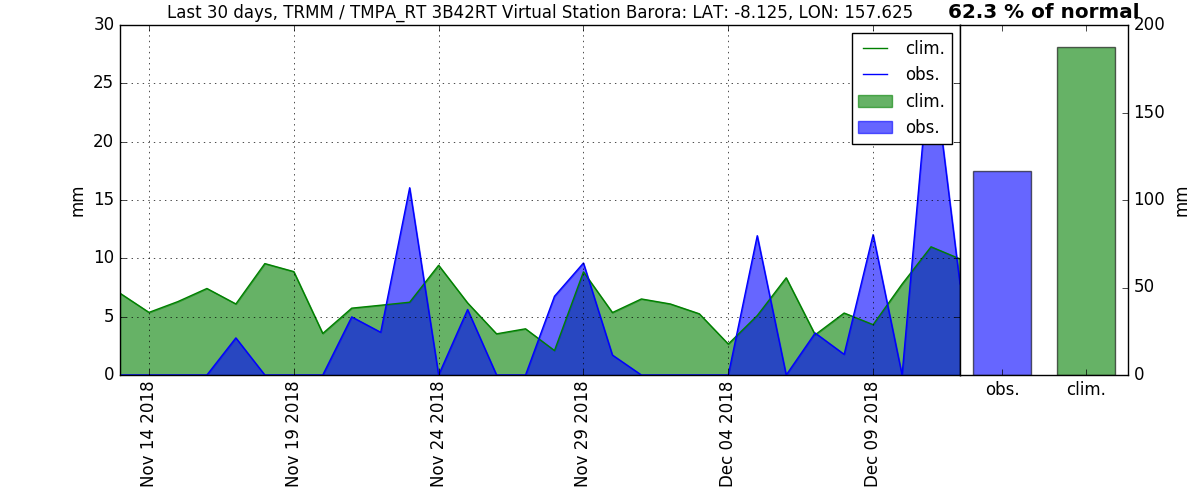 Last 30 days, TRMM / TMPA_RT 3B42RT Virtual Station Barora: LAT: -8.125, LON: 157.625
62.3 % of normal
30
25
20
15
10
5
0
mm
clim.
obs.
clim.
obs.
200
150
100
50
0
mm
Nov 14 2018
Nov 19 2018
Nov 24 2018
Nov 29 2018
Dec 04 2018
Dec 09 2018
obs.
clim.